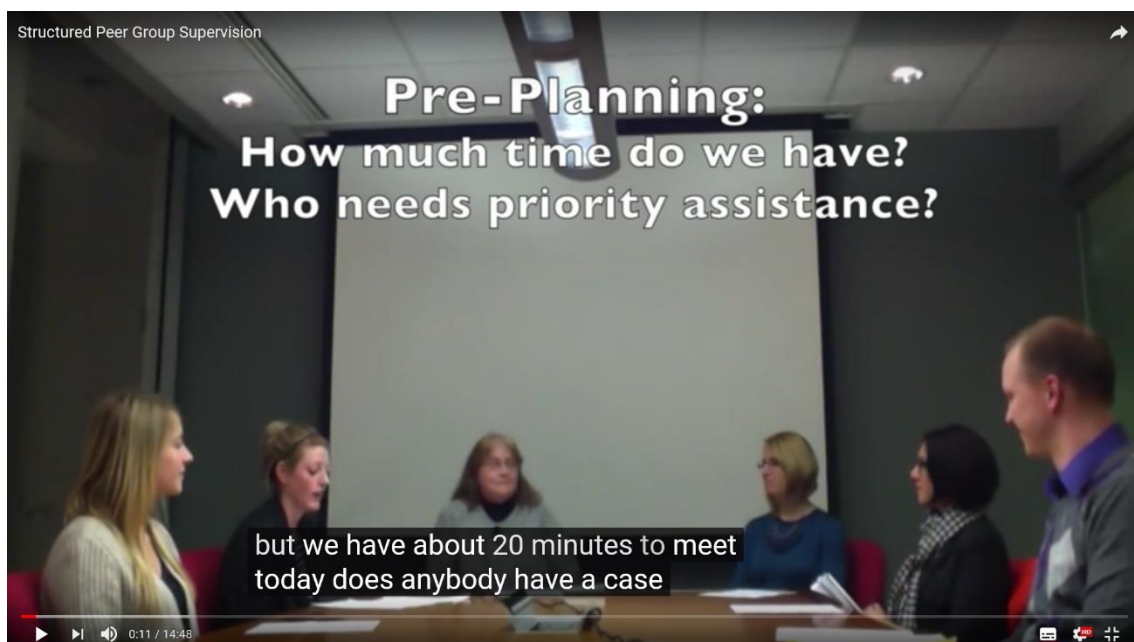 Structured Peer Group Supervision
Pre-Planning:
How much time do we have?
Who needs priority assistance?
but we have about 20 minutes to meet
today does anybody have a case
0:11 / 14:48
HD